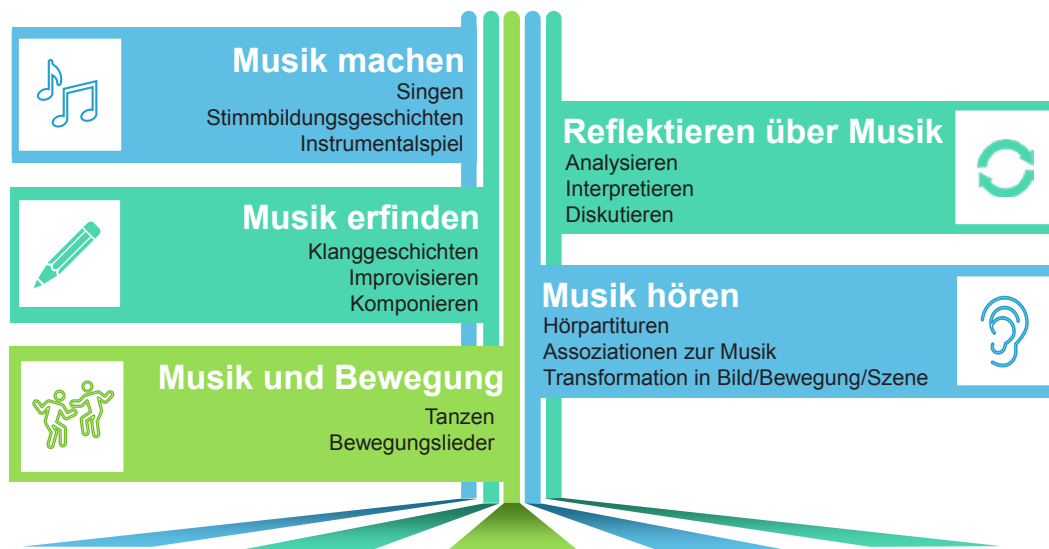 Musik machen
Singen
Stimmbildungsgeschichten
Instrumentalspiel
Musik erfinden
Klanggeschichten
Improvisieren
Komponieren
Musik und Bewegung
Tanzen
Bewegungslieder
Reflektieren über Musik
Analysieren
Interpretieren
Diskutieren
Musik hören
Hörpartituren
Assoziationen zur Musik
Transformation in Bild/Bewegung/Szene